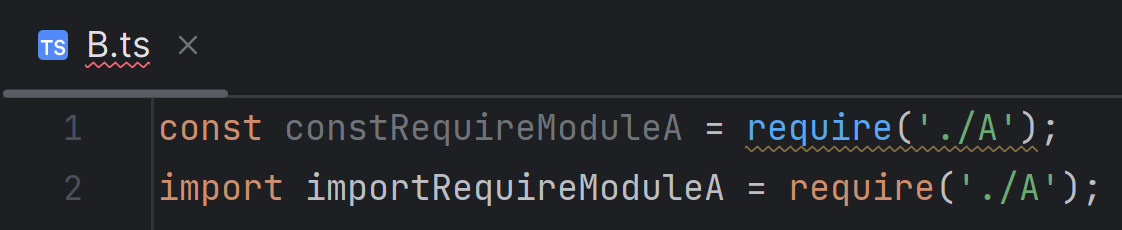 TS B.ts ×
1 const constRequireModuleA = require('./A');
2 import importRequireModuleA = require('./A');